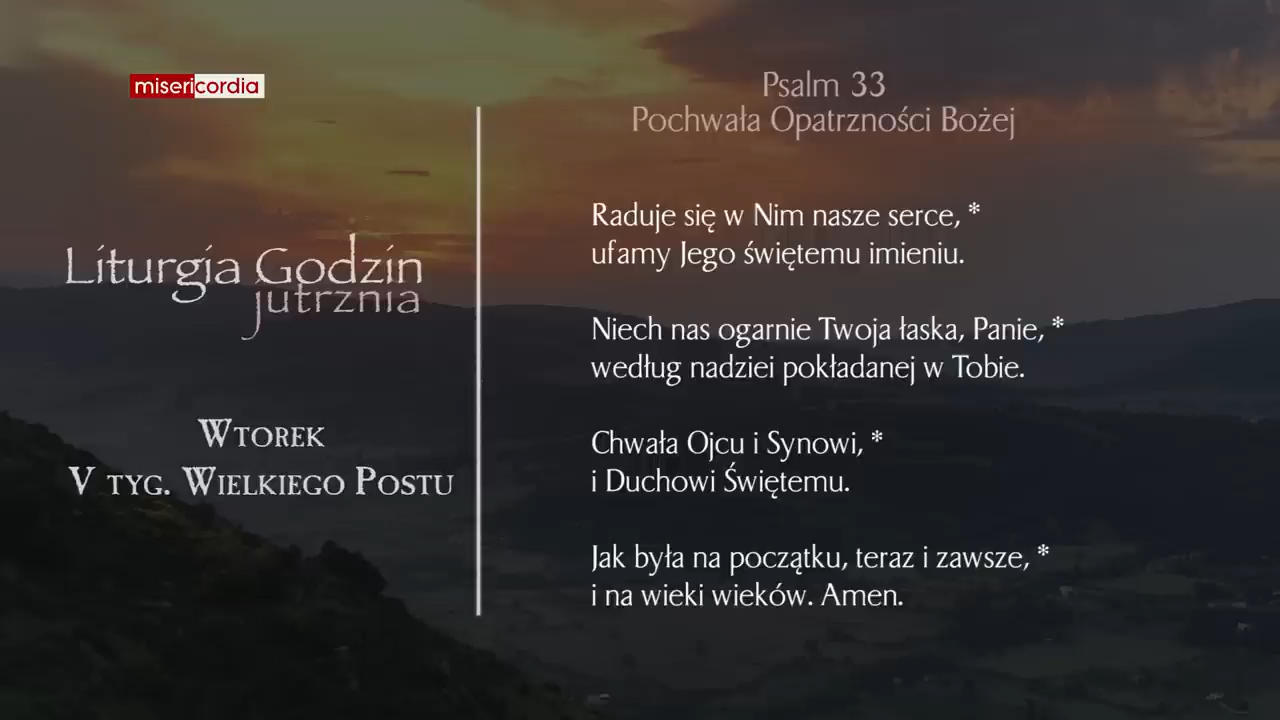 misericordia
Liturgia Godzin
jutrznia
Wtorek
V tyg. Wielkiego Postu
Psalm 33
Pochwała Opatrzności Bożej
Raduje się w Nim nasze serce, *
ufamy Jego świętemu imieniu.
Niech nas ogarnie Twoja łaska, Panie, *
według nadziei pokładanej w Tobie.
Chwała Ojcu i Synowi, *
i Duchowi Świętemu.
Jak była na początku, teraz i zawsze, *
i na wieki wieków. Amen.